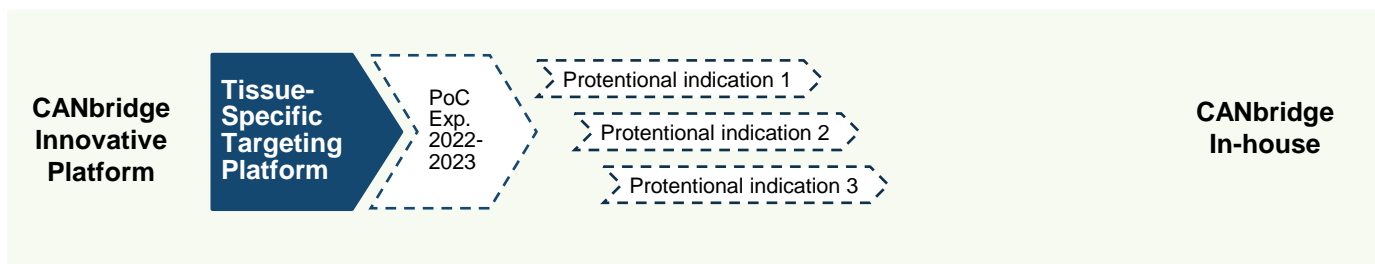 CANbridge
Innovative
Platform
Tissue-
Specific
Targeting
Platform
PoC
Exp.
2022-
2023
Protentional indication 1
Protentional indication 2
Protentional indication 3
CANbridge
In-house